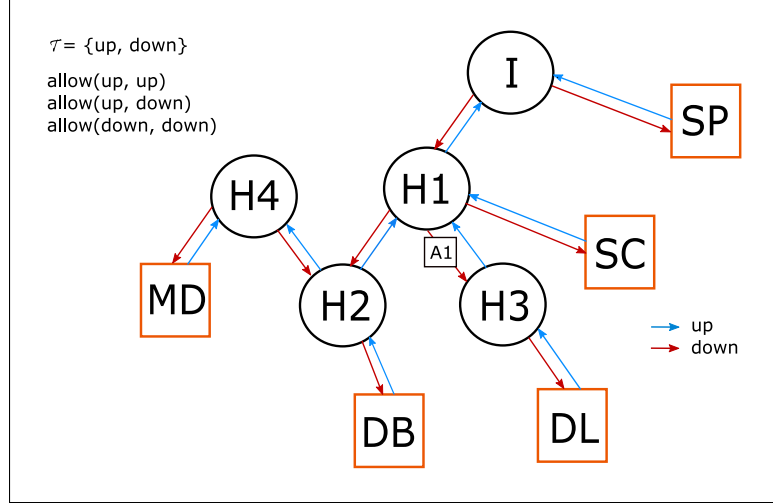 𝒯 = {up, down}
allow(up, up)
allow(up, down)
allow(down, down)
I
SP
H4
H1
A1
SC
MD
H2
H3
up
down
DB
DL